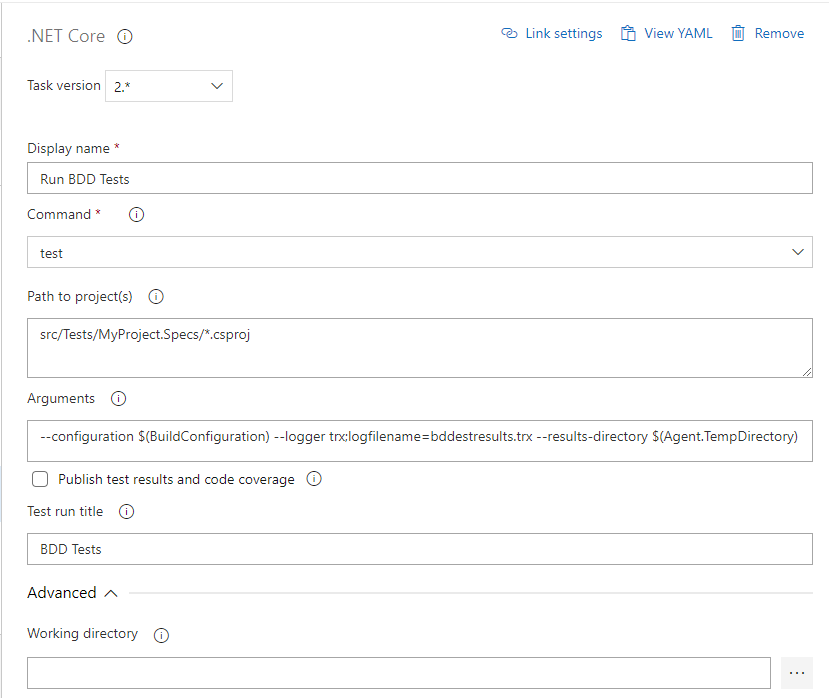 .NET Core
Link settings
View YAML
Remove
Task version
2.*
Display name *
Run BDD Tests
Command *
test
Path to project(s)
src/Tests/MyProject.Specs/*.csproj
Arguments
--configuration $(BuildConfiguration) --logger trx;logfilename=bddestresults.trx --results-directory $(Agent.TempDirectory)
Publish test results and code coverage
Test run title
BDD Tests
Advanced
Working directory
...